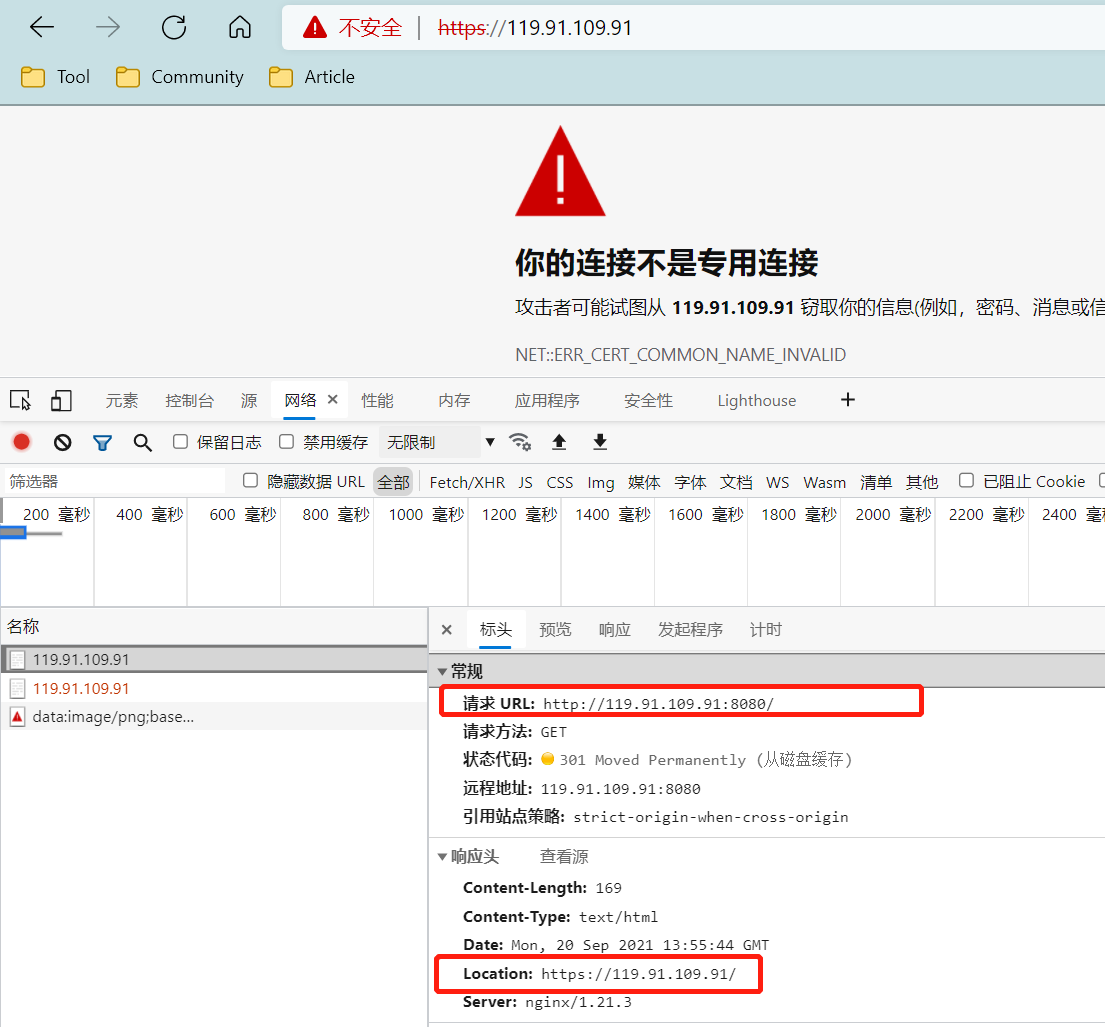 不安全 https://119.91.109.91
Tool Community Article
你的连接不是专用连接
攻击者可能试图从 119.91.109.91 窃取你的信息(例如，密码、消息或信
NET::ERR_CERT_COMMON_NAME_INVALID
元素 控制台 源 网络 性能 内存 应用程序 安全性 Lighthouse
保留日志 禁用缓存 无限制
筛选器 隐藏数据 URL 全部 Fetch/XHR JS CSS Img 媒体 字体 文档 WS Wasm 清单 其他 已阻止 Cookie
200 毫秒 400 毫秒 600 毫秒 800 毫秒 1000 毫秒 1200 毫秒 1400 毫秒 1600 毫秒 1800 毫秒 2000 毫秒 2200 毫秒 2400 毫
名称
119.91.109.91
119.91.109.91
data:image/png;base...
标头 预览 响应 发起程序 计时
常规
请求 URL: http://119.91.109.91:8080/
请求方法: GET
状态代码: 301 Moved Permanently (从磁盘缓存)
远程地址: 119.91.109.91:8080
引用站点策略: strict-origin-when-cross-origin
响应头 查看源
Content-Length: 169
Content-Type: text/html
Date: Mon, 20 Sep 2021 13:55:44 GMT
Location: https://119.91.109.91/
Server: nginx/1.21.3